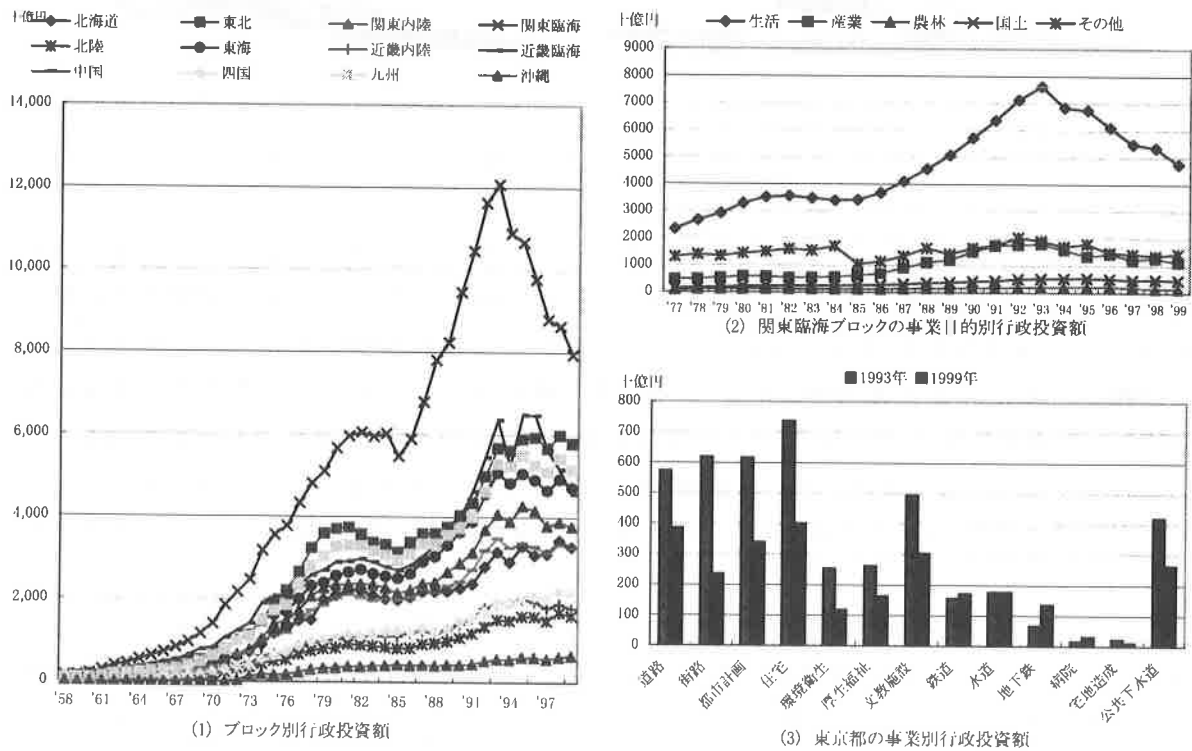 十億円
北海道 東北 関東内陸 関東臨海
北陸 東海 近畿内陸 近畿臨海
中国 四国 九州 沖縄
14,000
12,000
10,000
8,000
6,000
4,000
2,000
0
'58 '61 '64 '67 '70 '73 '76 '79 '82 '85 '88 '91 '94 '97
(1) ブロック別行政投資額
十億円
生活 産業 農林 国土 その他
9000
8000
7000
6000
5000
4000
3000
2000
1000
0
'77 '78 '79 '80 '81 '82 '83 '84 '85 '86 '87 '88 '89 '90 '91 '92 '93 '94 '95 '96 '97 '98 '99
(2) 関東臨海ブロックの事業目的別行政投資額
十億円
1993年 1999年
800
700
600
500
400
300
200
100
0
道路 街路 都市計画 住宅 環境衛生 厚生福祉 文教施設 鉄道 水道 地下鉄 病院 宅地造成 公共下水道
(3) 東京都の事業別行政投資額